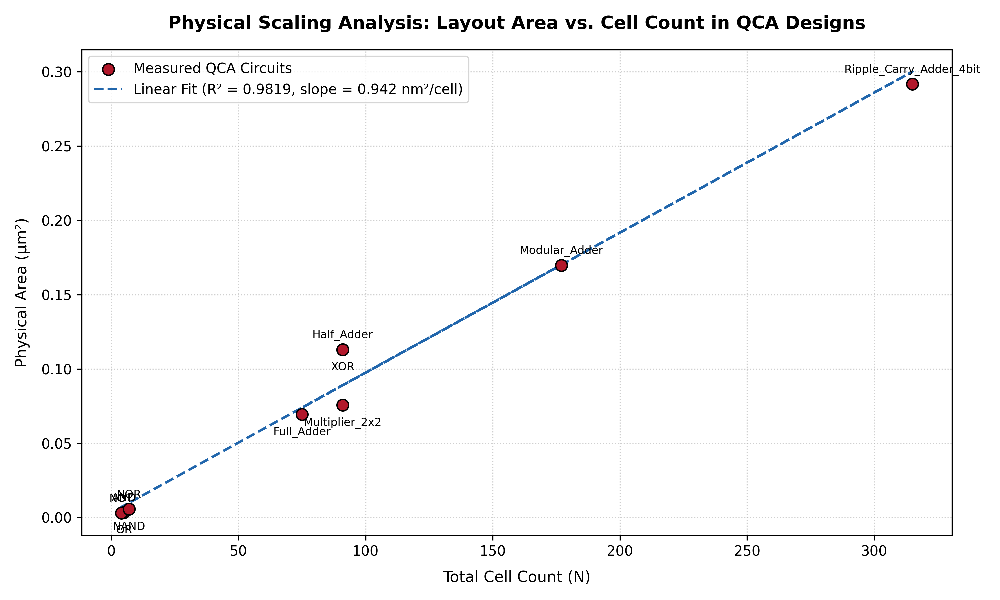 Physical Scaling Analysis: Layout Area vs. Cell Count in QCA Designs
Measured QCA Circuits
Linear Fit (R² = 0.9819, slope = 0.942 nm²/cell)
Physical Area (μm²)
0.30
0.25
0.20
0.15
0.10
0.05
0.00
Ripple_Carry_Adder_4bit
Modular_Adder
Half_Adder
XOR
Multiplier_2x2
Full_Adder
NOR
NOT
AND
NAND
OR
0
50
100
150
200
250
300
Total Cell Count (N)